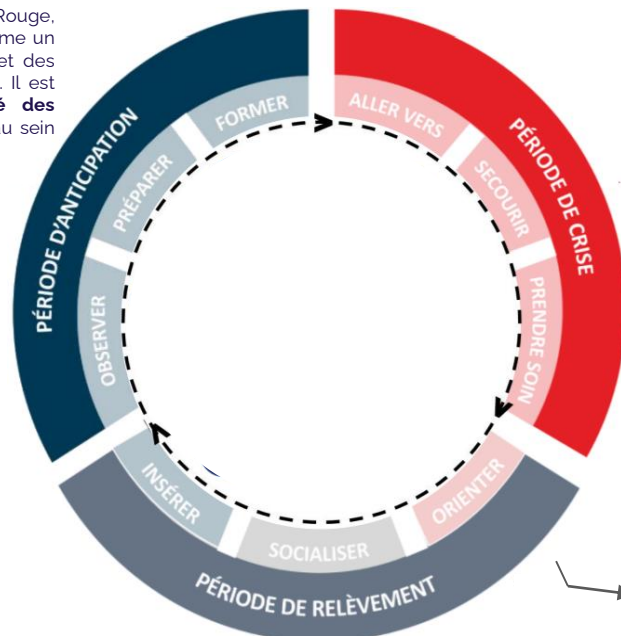 Rouge,
me un
et des
. Il est
é des
au sein
PÉRIODE D'ANTICIPATION
OBSERVER
PRÉPARER
FORMER
PÉRIODE DE CRISE
ALLER VERS
SECOURIR
PRENDRE SOIN
PÉRIODE DE RELÈVEMENT
ORIENTER
SOCIALISER
INSÉRER